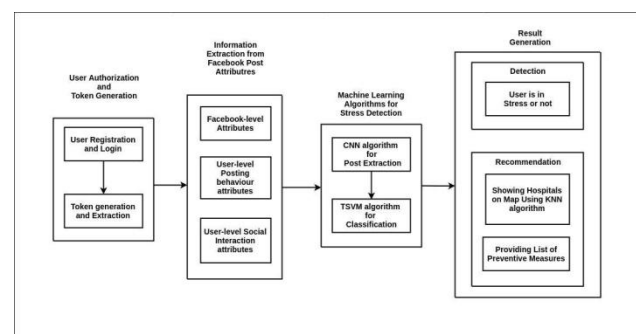 User Authorization
and
Token Generation
User Registration
and Login
Token generation
and Extraction
Information
Extraction from
Facebook Post
Attributres
Facebook-level
Attributes
User-level
Posting
behaviour
attributes
User-level Social
Interaction
attributes
Machine Learning
Algorithms for
Stress Detection
CNN algorithm
for
Post Extraction
TSVM algorithm
for
Classification
Result
Generation
Detection
User is in
Stress or not
Recommendation
Showing Hospitals
on Map Using KNN
algorithm
Providing List of
Preventive Measures